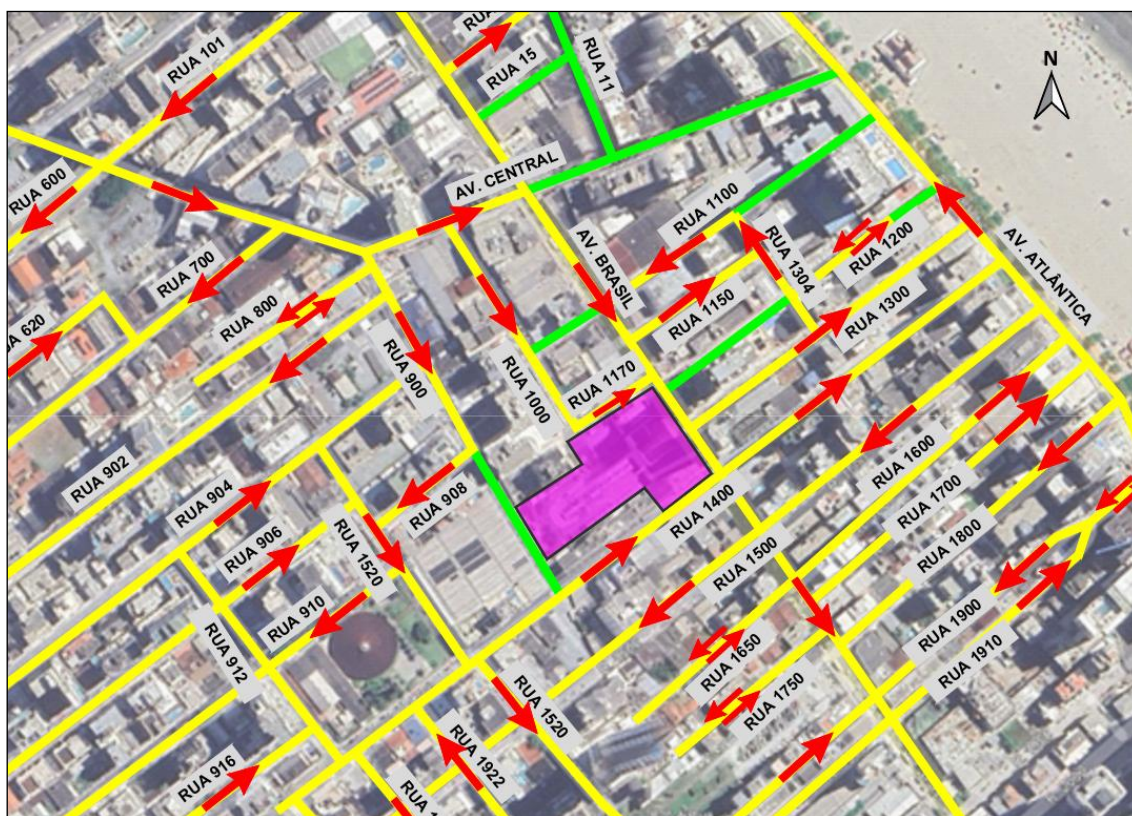 RUA 101
RUA 15
RUA 11
N
RUA 600
AV. CENTRAL
RUA 700
RUA 1100
AV. BRASIL
RUA 1304
RUA 1200
AV. ATLÂNTICA
RUA 800
RUA 1150
RUA 1300
RUA 900
RUA 1000
RUA 1170
RUA 902
RUA 904
RUA 908
RUA 1600
RUA 1400
RUA 1700
RUA 906
RUA 1520
RUA 1500
RUA 1800
RUA 910
RUA 912
RUA 1650
RUA 1900
RUA 1910
RUA 1750
RUA 1520
RUA 916
RUA 1922